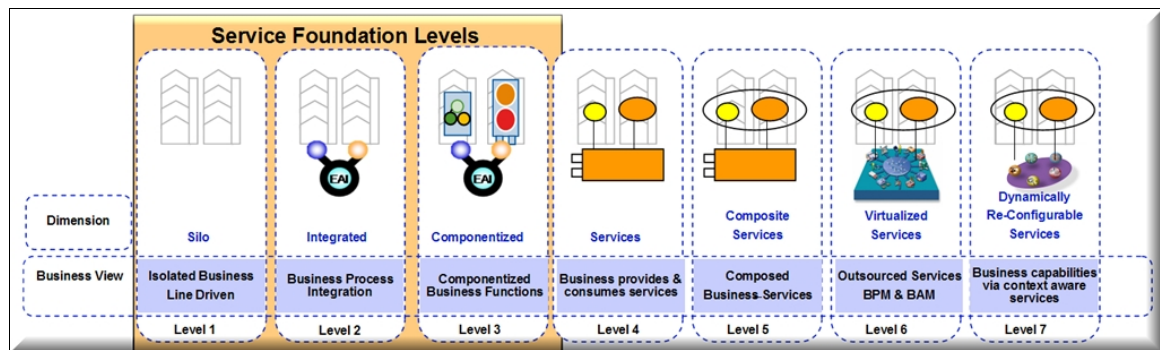 Service Foundation Levels
EAI
EAI
Dimension
Silo
Integrated
Componentized
Services
Composite
Services
Virtualized
Services
Dynamically
Re-Configurable
Services
Business View
Isolated Business
Line Driven
Business Process
Integration
Componentized
Business Functions
Business provides &
consumes services
Composed
Business Services
Outsourced Services
BPM & BAM
Business capabilities
via context aware
services
Level 1
Level 2
Level 3
Level 4
Level 5
Level 6
Level 7